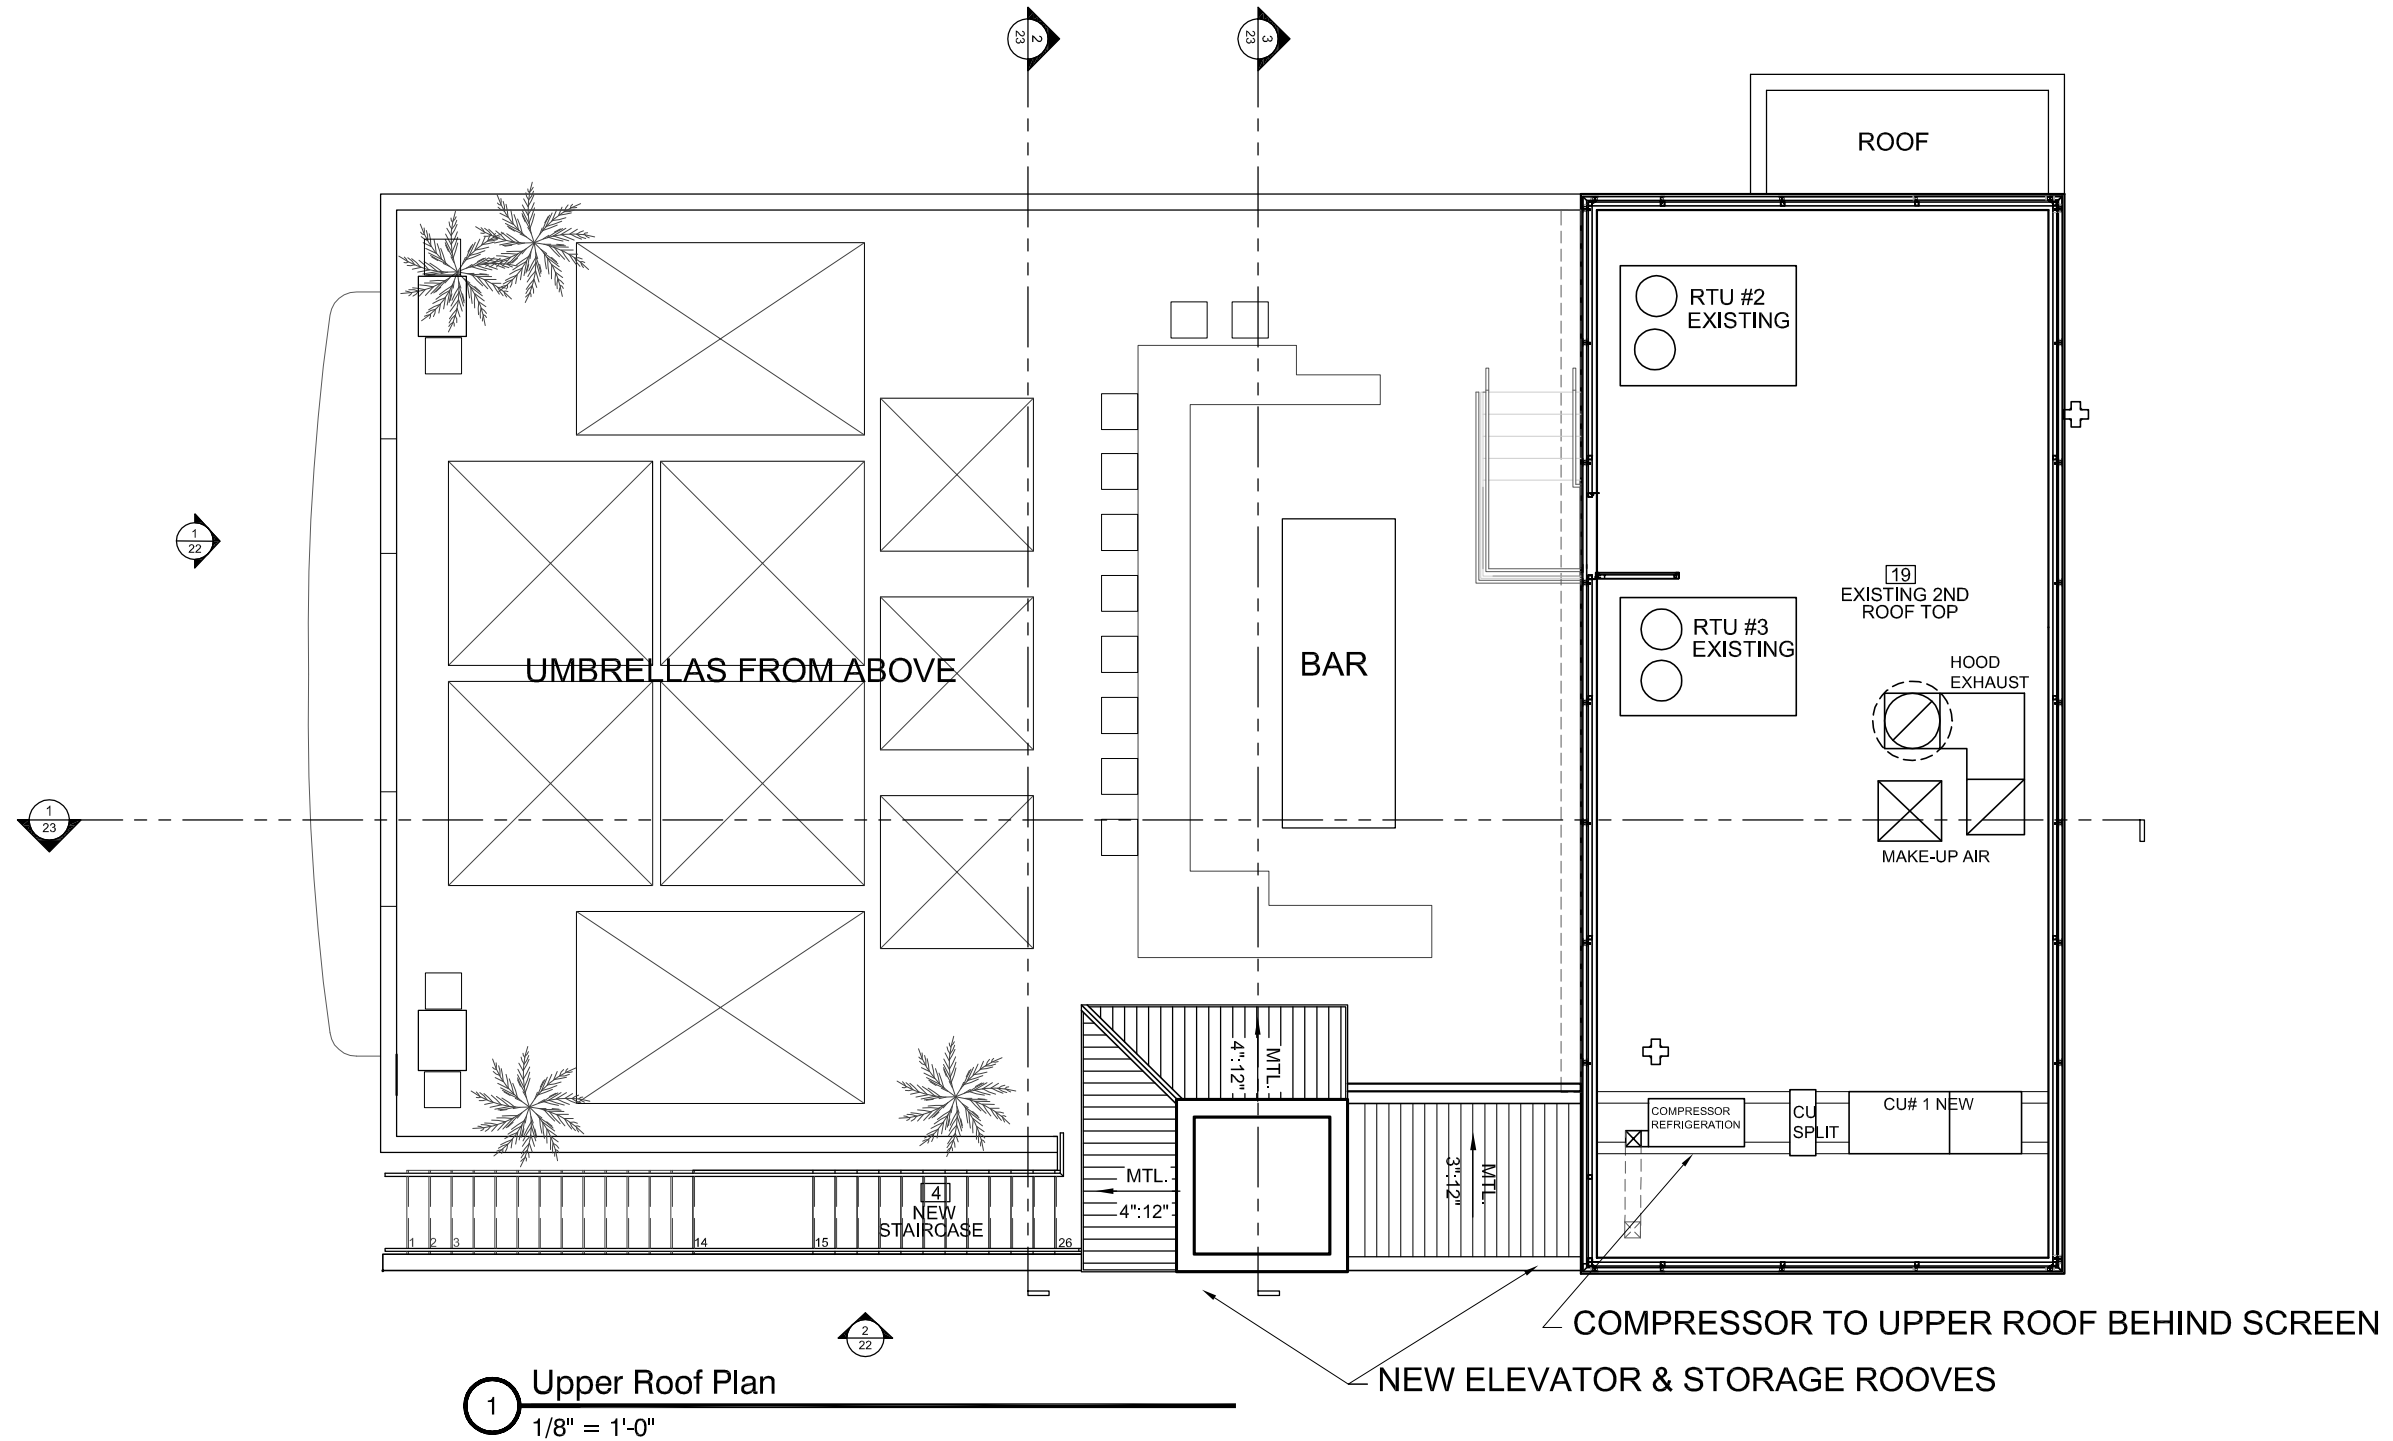 2
23
3
23
ROOF
RTU #2
EXISTING
1
22
19
EXISTING 2ND
ROOF TOP
RTU #3
EXISTING
HOOD
EXHAUST
UMBRELLAS FROM ABOVE
BAR
1
23
MAKE-UP AIR
MTL.
4":12"
COMPRESSOR
REFRIGERATION
CU
SPLIT
CU# 1 NEW
MTL.
4":12"
MTL.
3":12"
4
NEW
STAIRCASE
1
2
3
14
15
26
2
22
COMPRESSOR TO UPPER ROOF BEHIND SCREEN
NEW ELEVATOR & STORAGE ROOVES
1
Upper Roof Plan
1/8" = 1'-0"